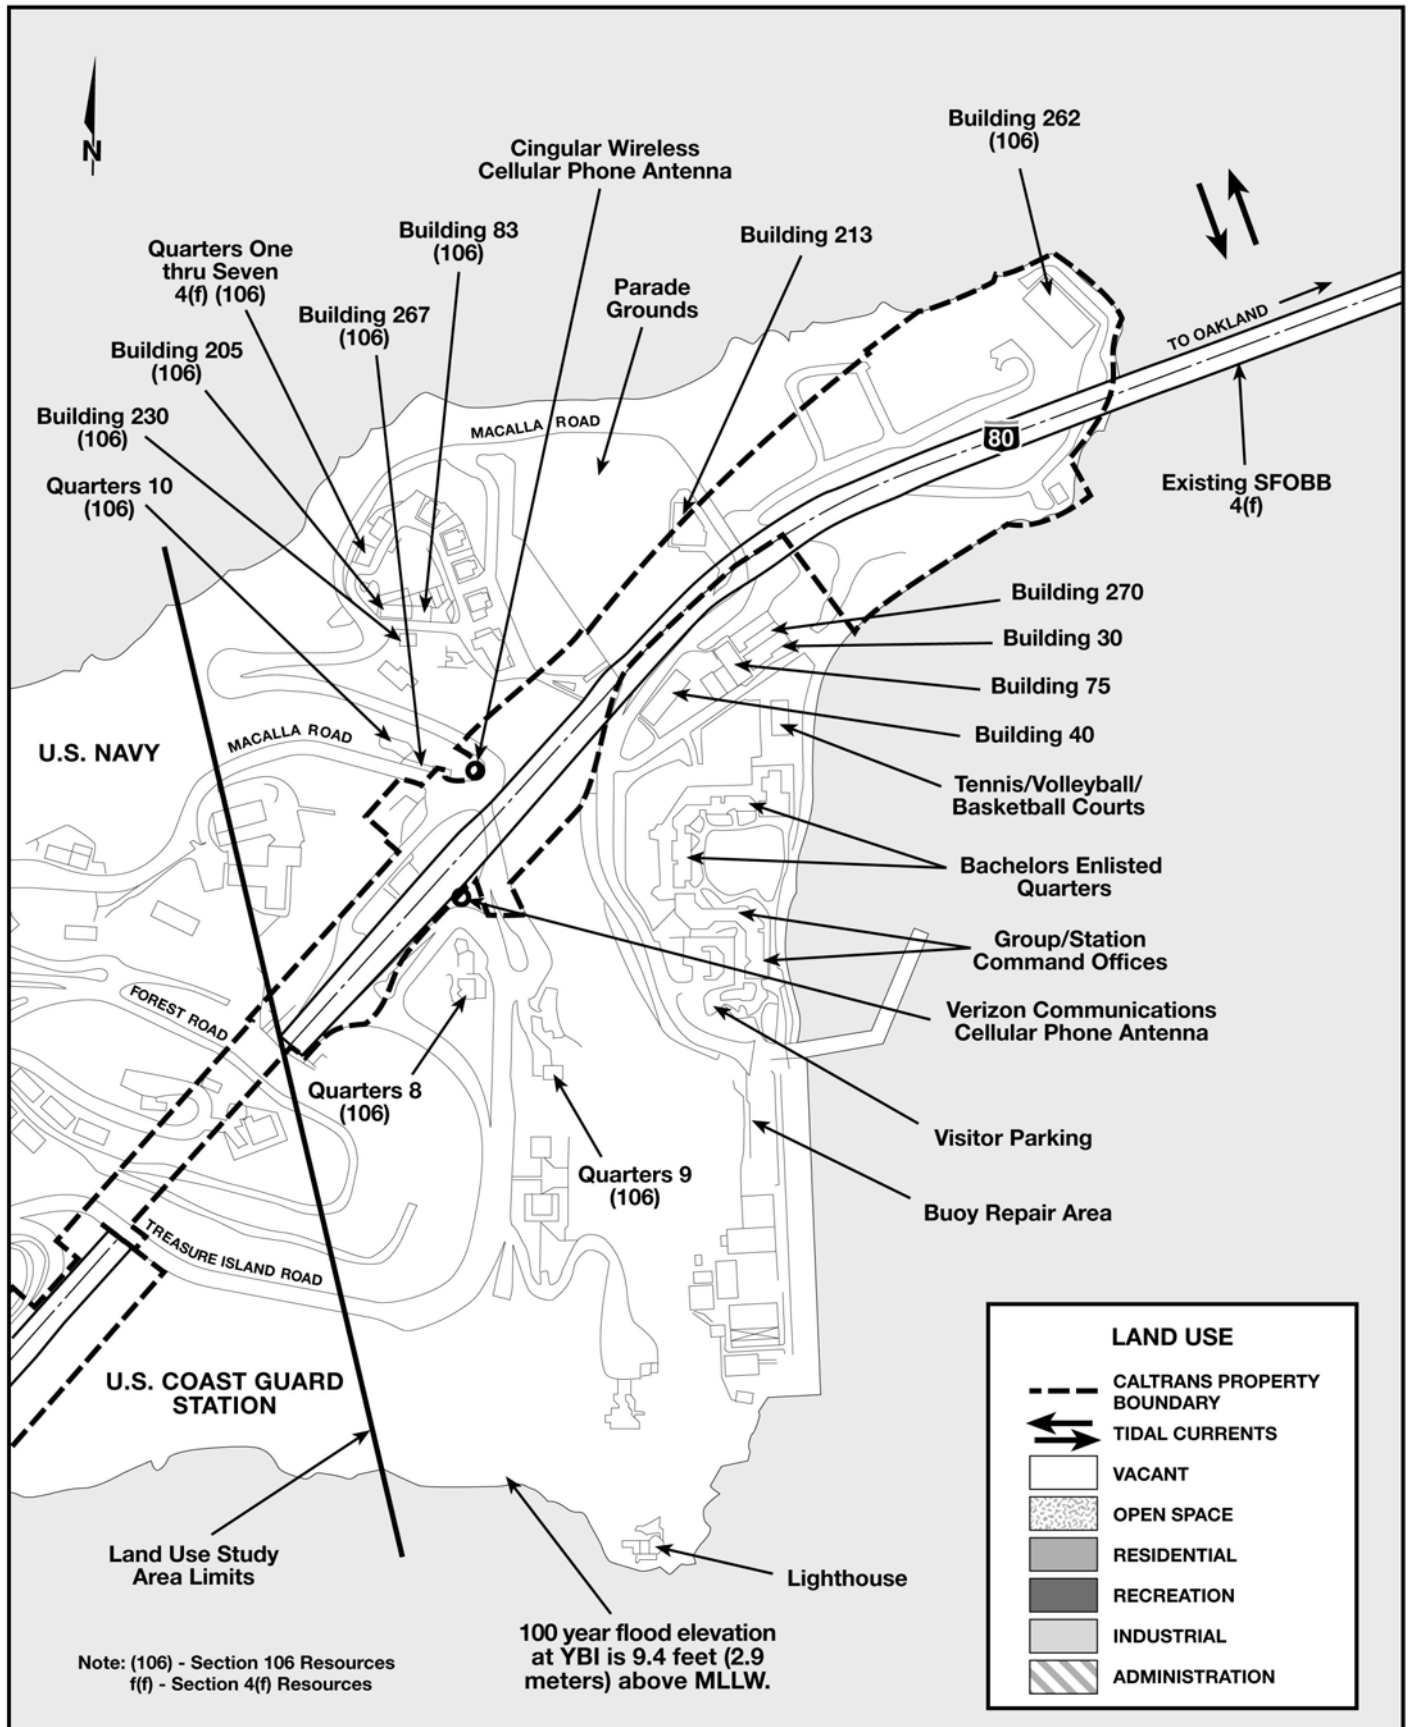 Building 262
(106)
Cingular Wireless
Cellular Phone Antenna
N
Building 83
(106)
Building 213
Quarters One
thru Seven
4(f) (106)
Parade
Grounds
Building 267
(106)
TO OAKLAND
Building 205
(106)
Building 230
(106)
MACALLA ROAD
80
Quarters 10
(106)
Existing SFOBB
4(f)
Building 270
Building 30
Building 75
Building 40
U.S. NAVY
MACALLA ROAD
Tennis/Volleyball/
Basketball Courts
Bachelors Enlisted
Quarters
Group/Station
Command Offices
FOREST ROAD
Verizon Communications
Cellular Phone Antenna
Quarters 8
(106)
Visitor Parking
Quarters 9
(106)
Buoy Repair Area
TREASURE ISLAND ROAD
U.S. COAST GUARD
STATION
LAND USE
CALTRANS PROPERTY
BOUNDARY
TIDAL CURRENTS
VACANT
OPEN SPACE
RESIDENTIAL
RECREATION
INDUSTRIAL
ADMINISTRATION
Land Use Study
Area Limits
Lighthouse
100 year flood elevation
at YBI is 9.4 feet (2.9
meters) above MLLW.
Note: (106) - Section 106 Resources
f(f) - Section 4(f) Resources